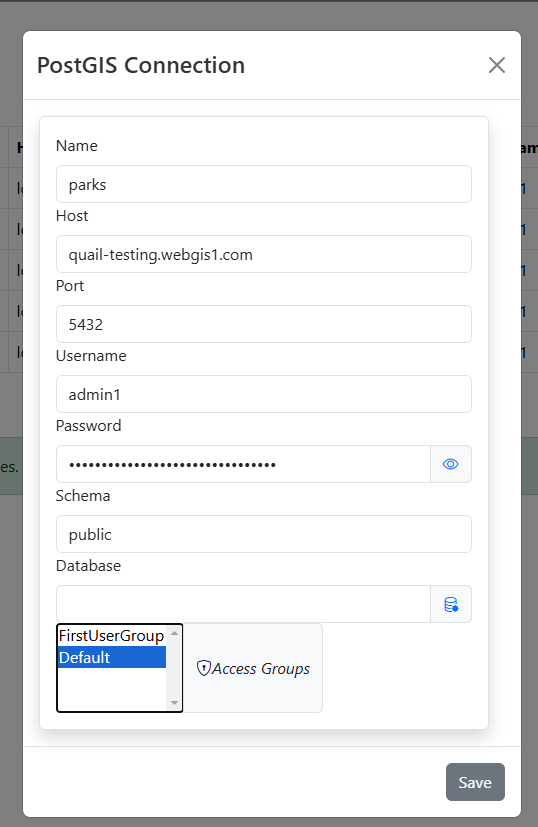 PostGIS Connection
Name
parks
Host
quail-testing.webgis1.com
Port
5432
Username
admin1
Password
••••••••••••••••••••••••••••••••
Schema
public
Database
FirstUserGroup
Default
Access Groups
Save
es.